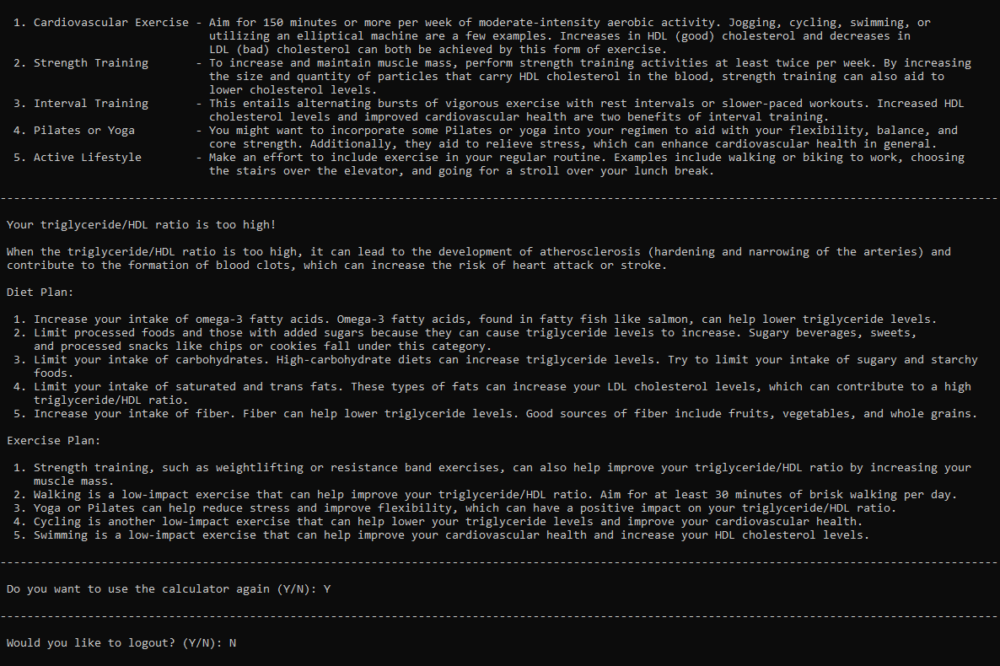 1. Cardiovascular Exercise - Aim for 150 minutes or more per week of moderate-intensity aerobic activity. Jogging, cycling, swimming, or
utilizing an elliptical machine are a few examples. Increases in HDL (good) cholesterol and decreases in
LDL (bad) cholesterol can both be achieved by this form of exercise.
2. Strength Training - To increase and maintain muscle mass, perform strength training activities at least twice per week. By increasing
the size and quantity of particles that carry HDL cholesterol in the blood, strength training can also aid to
lower cholesterol levels.
3. Interval Training - This entails alternating bursts of vigorous exercise with rest intervals or slower-paced workouts. Increased HDL
cholesterol levels and improved cardiovascular health are two benefits of interval training.
4. Pilates or Yoga - You might want to incorporate some Pilates or yoga into your regimen to aid with your flexibility, balance, and
core strength. Additionally, they aid to relieve stress, which can enhance cardiovascular health in general.
5. Active Lifestyle - Make an effort to include exercise in your regular routine. Examples include walking or biking to work, choosing
the stairs over the elevator, and going for a stroll over your lunch break.
----------------------------------------------------------------------------------------------------------------------------------------------------
Your triglyceride/HDL ratio is too high!
When the triglyceride/HDL ratio is too high, it can lead to the development of atherosclerosis (hardening and narrowing of the arteries) and
contribute to the formation of blood clots, which can increase the risk of heart attack or stroke.
Diet Plan:
1. Increase your intake of omega-3 fatty acids. Omega-3 fatty acids, found in fatty fish like salmon, can help lower triglyceride levels.
2. Limit processed foods and those with added sugars because they can cause triglyceride levels to increase. Sugary beverages, sweets,
and processed snacks like chips or cookies fall under this category.
3. Limit your intake of carbohydrates. High-carbohydrate diets can increase triglyceride levels. Try to limit your intake of sugary and starchy
foods.
4. Limit your intake of saturated and trans fats. These types of fats can increase your LDL cholesterol levels, which can contribute to a high
triglyceride/HDL ratio.
5. Increase your intake of fiber. Fiber can help lower triglyceride levels. Good sources of fiber include fruits, vegetables, and whole grains.
Exercise Plan:
1. Strength training, such as weightlifting or resistance band exercises, can also help improve your triglyceride/HDL ratio by increasing your
muscle mass.
2. Walking is a low-impact exercise that can help improve your triglyceride/HDL ratio. Aim for at least 30 minutes of brisk walking per day.
3. Yoga or Pilates can help reduce stress and improve flexibility, which can have a positive impact on your triglyceride/HDL ratio.
4. Cycling is another low-impact exercise that can help lower your triglyceride levels and improve your cardiovascular health.
5. Swimming is a low-impact exercise that can help improve your cardiovascular health and increase your HDL cholesterol levels.
----------------------------------------------------------------------------------------------------------------------------------------------------
Do you want to use the calculator again (Y/N): Y
----------------------------------------------------------------------------------------------------------------------------------------------------
Would you like to logout? (Y/N): N